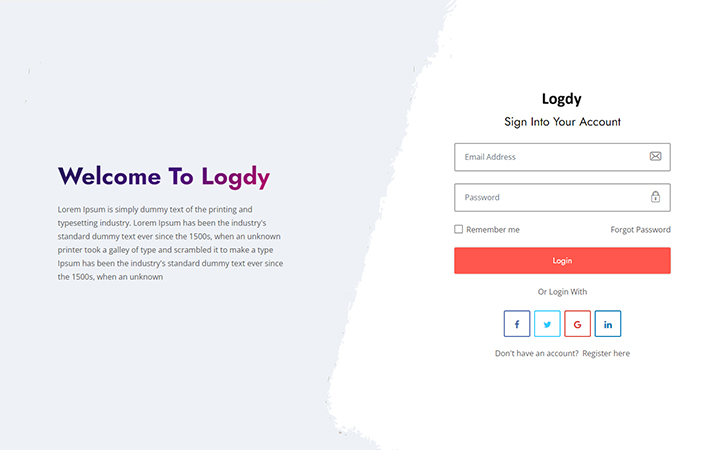 Welcome To Logdy
Lorem Ipsum is simply dummy text of the printing and
typesetting industry. Lorem Ipsum has been the industry's
standard dummy text ever since the 1500s, when an unknown
printer took a galley of type and scrambled it to make a type
Ipsum has been the industry's standard dummy text ever since
the 1500s, when an unknown
Logdy
Sign Into Your Account
Email Address
Password
Remember me Forgot Password
Login
Or Login With
f G in
Don't have an account? Register here